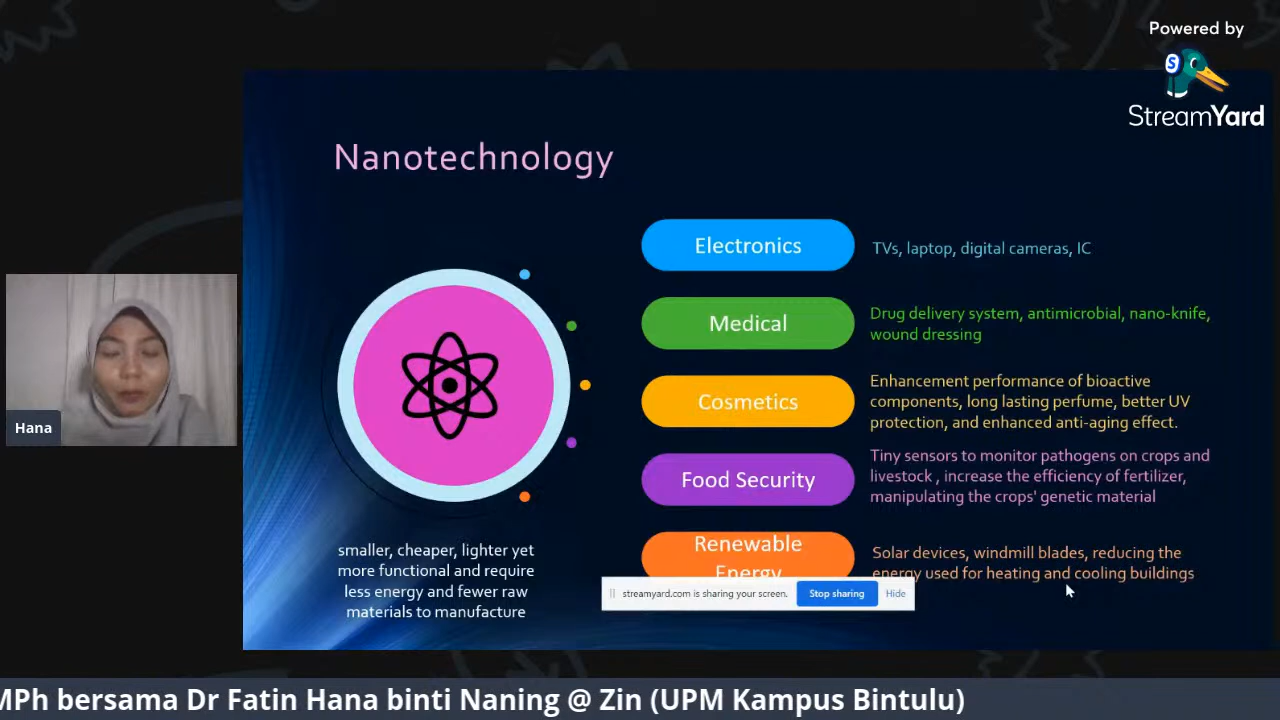 Powered by
StreamYard
Nanotechnology
Electronics
TVs, laptop, digital cameras, IC
Medical
Drug delivery system, antimicrobial, nano-knife,
wound dressing
Cosmetics
Enhancement performance of bioactive
components, long lasting perfume, better UV
protection, and enhanced anti-aging effect.
Food Security
Tiny sensors to monitor pathogens on crops and
livestock , increase the efficiency of fertilizer,
manipulating the crops' genetic material
Renewable
Energy
Solar devices, windmill blades, reducing the
energy used for heating and cooling buildings
smaller, cheaper, lighter yet
more functional and require
less energy and fewer raw
materials to manufacture
Hana
streamyard.com is sharing your screen.
Stop sharing
Hide
MPh bersama Dr Fatin Hana binti Naning @ Zin (UPM Kampus Bintulu)